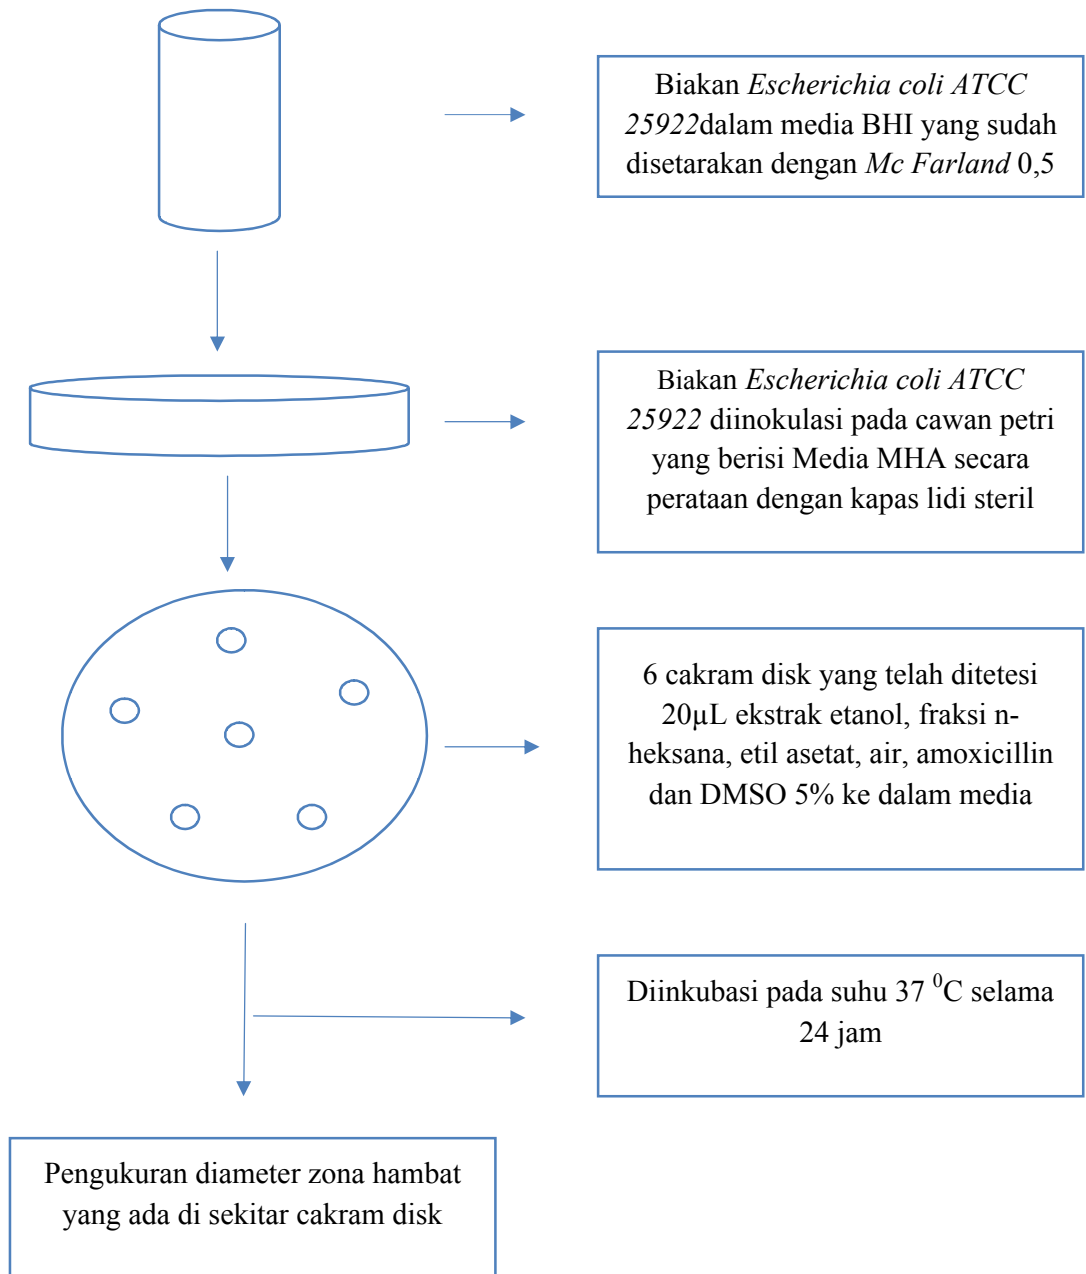 Biakan Escherichia coli ATCC
25922dalam media BHI yang sudah
disetarakan dengan Mc Farland 0,5
Biakan Escherichia coli ATCC
25922 diinokulasi pada cawan petri
yang berisi Media MHA secara
perataan dengan kapas lidi steril
6 cakram disk yang telah ditetesi
20µL ekstrak etanol, fraksi n-
heksana, etil asetat, air, amoxicillin
dan DMSO 5% ke dalam media
Diinkubasi pada suhu 37 ⁰C selama
24 jam
Pengukuran diameter zona hambat
yang ada di sekitar cakram disk